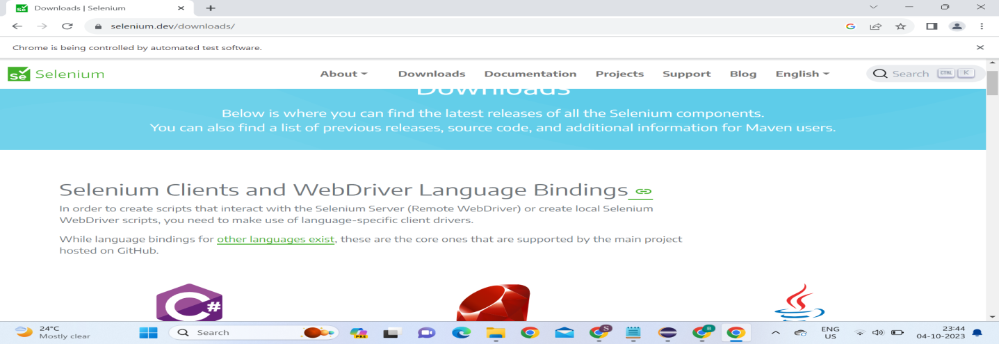 Se Downloads | Selenium
selenium.dev/downloads/
Chrome is being controlled by automated test software.
Se Selenium About Downloads Documentation Projects Support Blog English Search CTRL K
Downloads
Below is where you can find the latest releases of all the Selenium components.
You can also find a list of previous releases, source code, and additional information for Maven users.
Selenium Clients and WebDriver Language Bindings
In order to create scripts that interact with the Selenium Server (Remote WebDriver) or create local Selenium
WebDriver scripts, you need to make use of language-specific client drivers.
While language bindings for other languages exist, these are the core ones that are supported by the main project
hosted on GitHub.
C#
24°C
Mostly clear
Search
PRE
S
B
ENG
US
23:44
04-10-2023